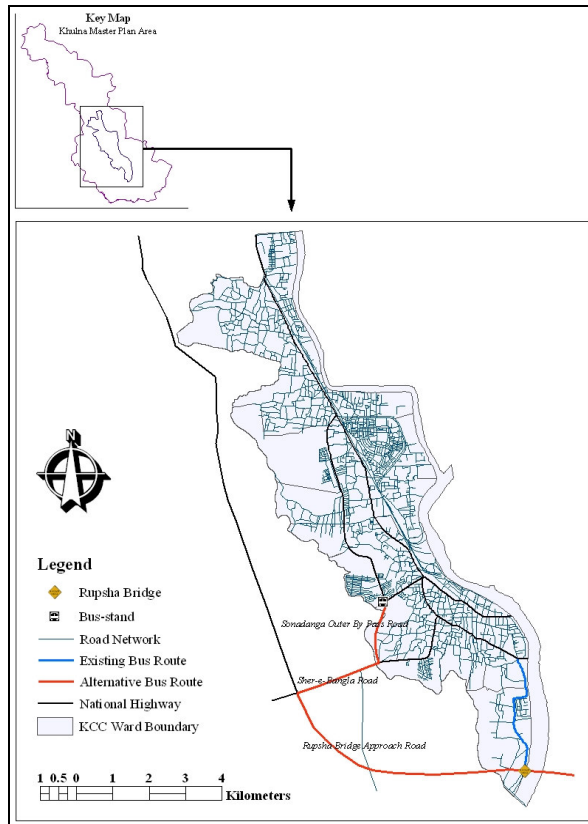 Key Map
Khulna Master Plan Area
N
Legend
Rupsha Bridge
Bus-stand
Road Network
Existing Bus Route
Alternative Bus Route
National Highway
KCC Ward Boundary
1 0.5 0 1 2 3 4
Kilometers
Sonadanga Outer By Pass Road
Sher-e-Bangla Road
Rupsha Bridge Approach Road